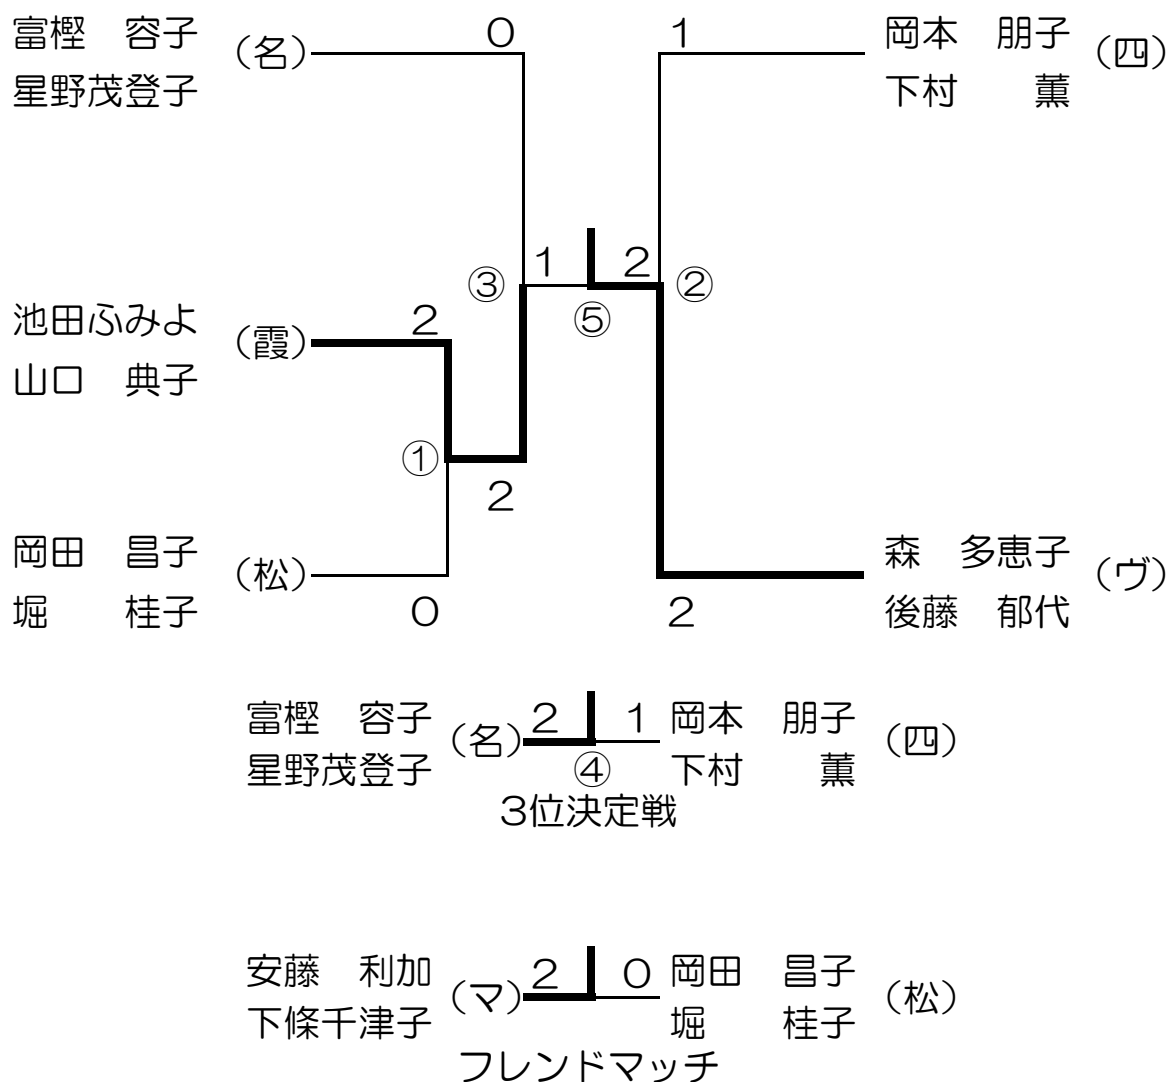 富樫　容子
星野茂登子
（名）
0
1
岡本　朋子
下村　　薫
（四）
③
1
2
②
⑤
池田ふみよ
山口　典子
（霞）
2
①
2
岡田　昌子
堀　　桂子
（松）
0
2
森　多恵子
後藤　郁代
（ヴ）
富樫　容子
星野茂登子
（名）
2
1
④
岡本　朋子
下村　　薫
（四）
3位決定戦
安藤　利加
下條千津子
（マ）
2
0
岡田　昌子
堀　　桂子
（松）
フレンドマッチ